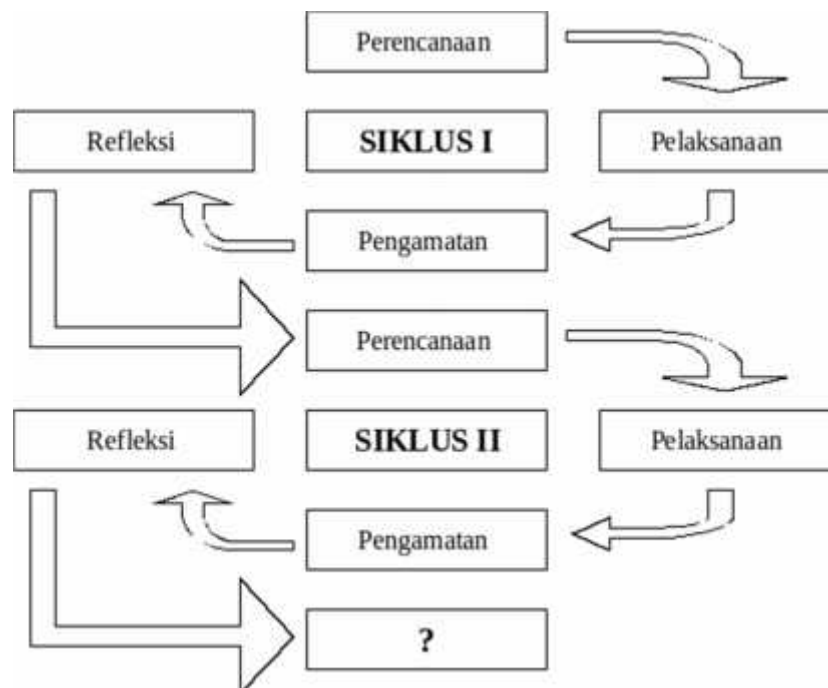 Perencanaan
Refleksi
SIKLUS I
Pelaksanaan
Pengamatan
Perencanaan
Refleksi
SIKLUS II
Pelaksanaan
Pengamatan
?